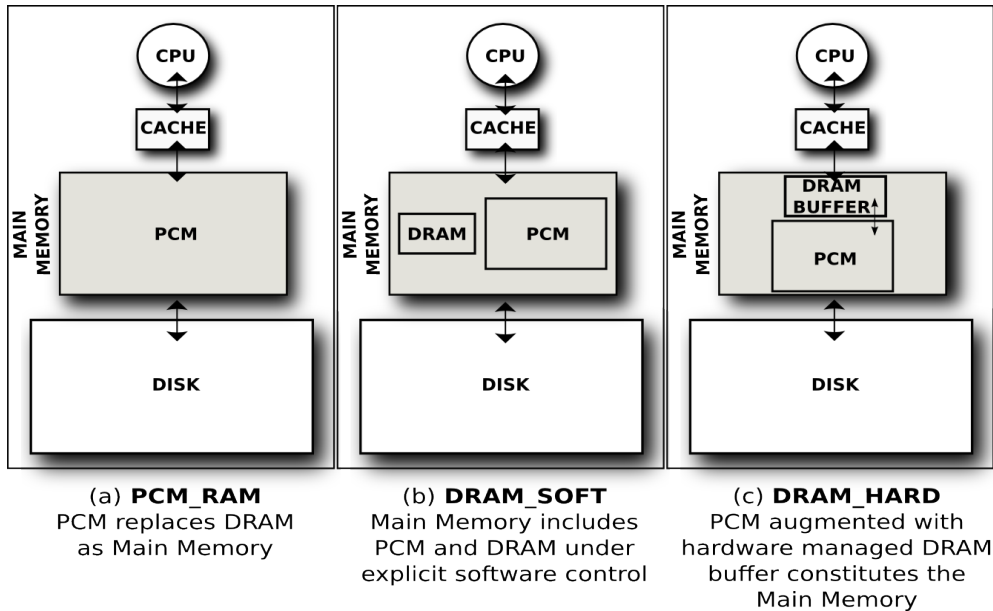 CPU
CACHE
MAIN
MEMORY
PCM
DISK
(a) PCM_RAM
PCM replaces DRAM
as Main Memory
CPU
CACHE
MAIN
MEMORY
DRAM
PCM
DISK
(b) DRAM_SOFT
Main Memory includes
PCM and DRAM under
explicit software control
CPU
CACHE
MAIN
MEMORY
DRAM
BUFFER
PCM
DISK
(c) DRAM_HARD
PCM augmented with
hardware managed DRAM
buffer constitutes the
Main Memory